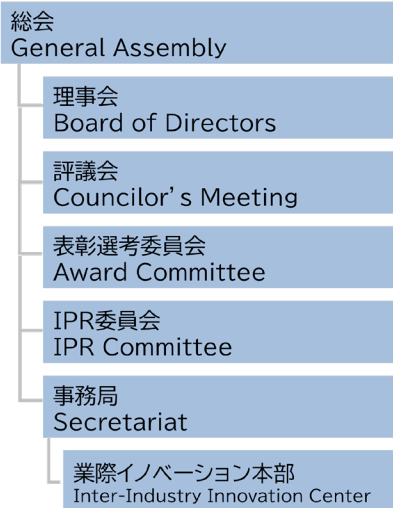 総会
General Assembly
理事会
Board of Directors
評議会
Councilor’s Meeting
表彰選考委員会
Award Committee
IPR委員会
IPR Committee
事務局
Secretariat
業際イノベーション本部
Inter-Industry Innovation Center